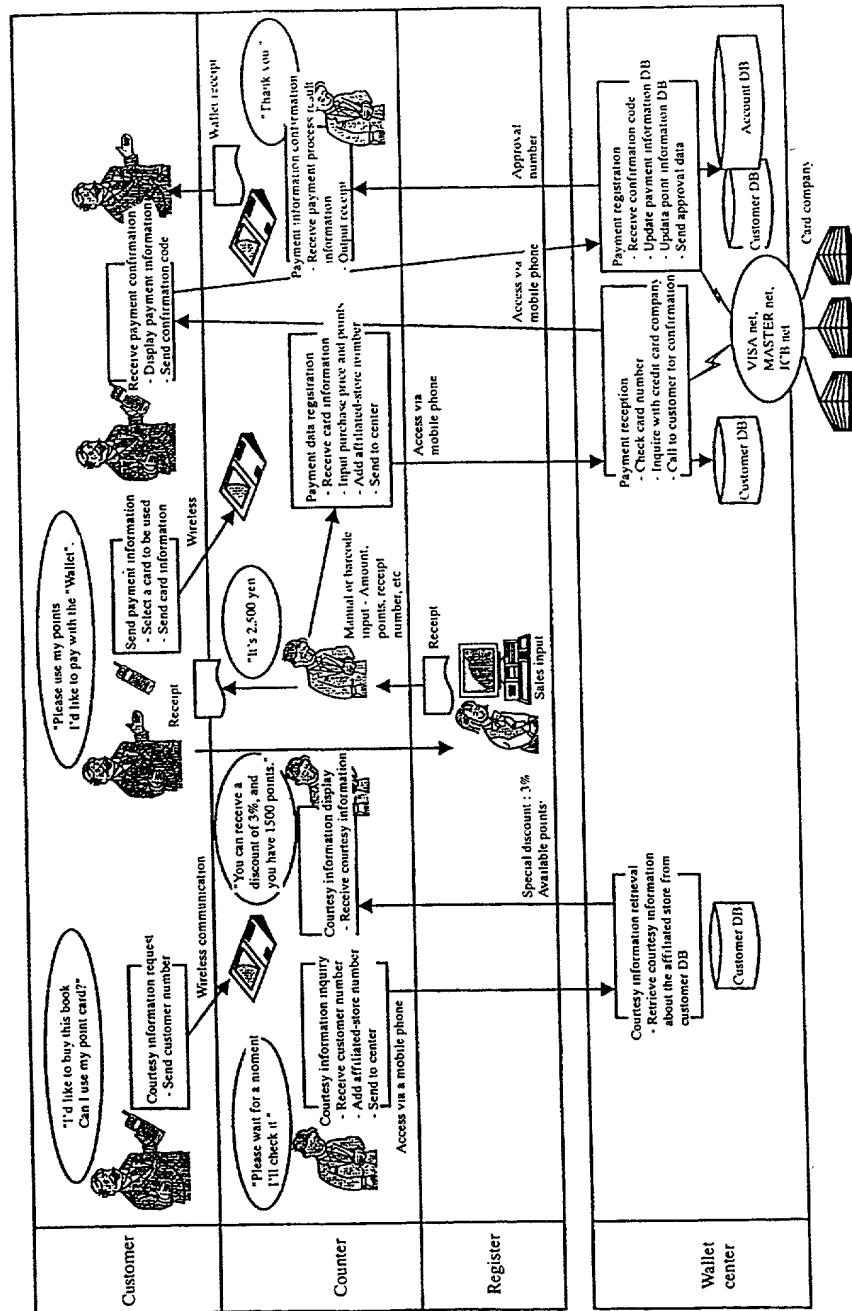 Customer
"I'd like to buy this book
Can I use my point card?"
Courtesy information request
- Send customer number
Wireless communication
"Please use my points
I'd like to pay with the "Wallet".
Receipt
Send payment information
- Select a card to be used
- Send card information
Wireless
Receive payment confirmation
- Display payment information
- Send confirmation code
Wallet receipt
Counter
"Please wait for a moment
I'll check it"
Courtesy information inquiry
- Receive customer number
- Add affiliated-store number
- Send to center
Access via a mobile phone
"You can receive a
discount of 3%, and
you have 1500 points."
Courtesy information display
- Receive courtesy information
"It's 2,500 yen
Manual or barcode
input - Amount,
points, receipt
number, etc
Payment data registration
- Receive card information
- Input purchase price and points
- Add affiliated-store number
- Send to center
Payment information confirmation
- Receive payment process result
information
- Output receipt
"Thank you"
Register
Special discount : 3%
Available points·
Receipt
Sales input
Access via
mobile phone
Access via
mobile phone
Approval
number
Wallet
center
Courtesy information retrieval
- Retrieve courtesy information
about the affiliated store from
customer DB
Customer DB
Payment reception
- Check card number
- Inquire with credit card company
- Call to customer for confirmation
Customer DB
VISA net,
MASTER net,
JCB net
Payment registration
- Receive confirmation code
- Update payment information DB
- Updata point information DB
- Send approval data
Customer DB
Account DB
Card company